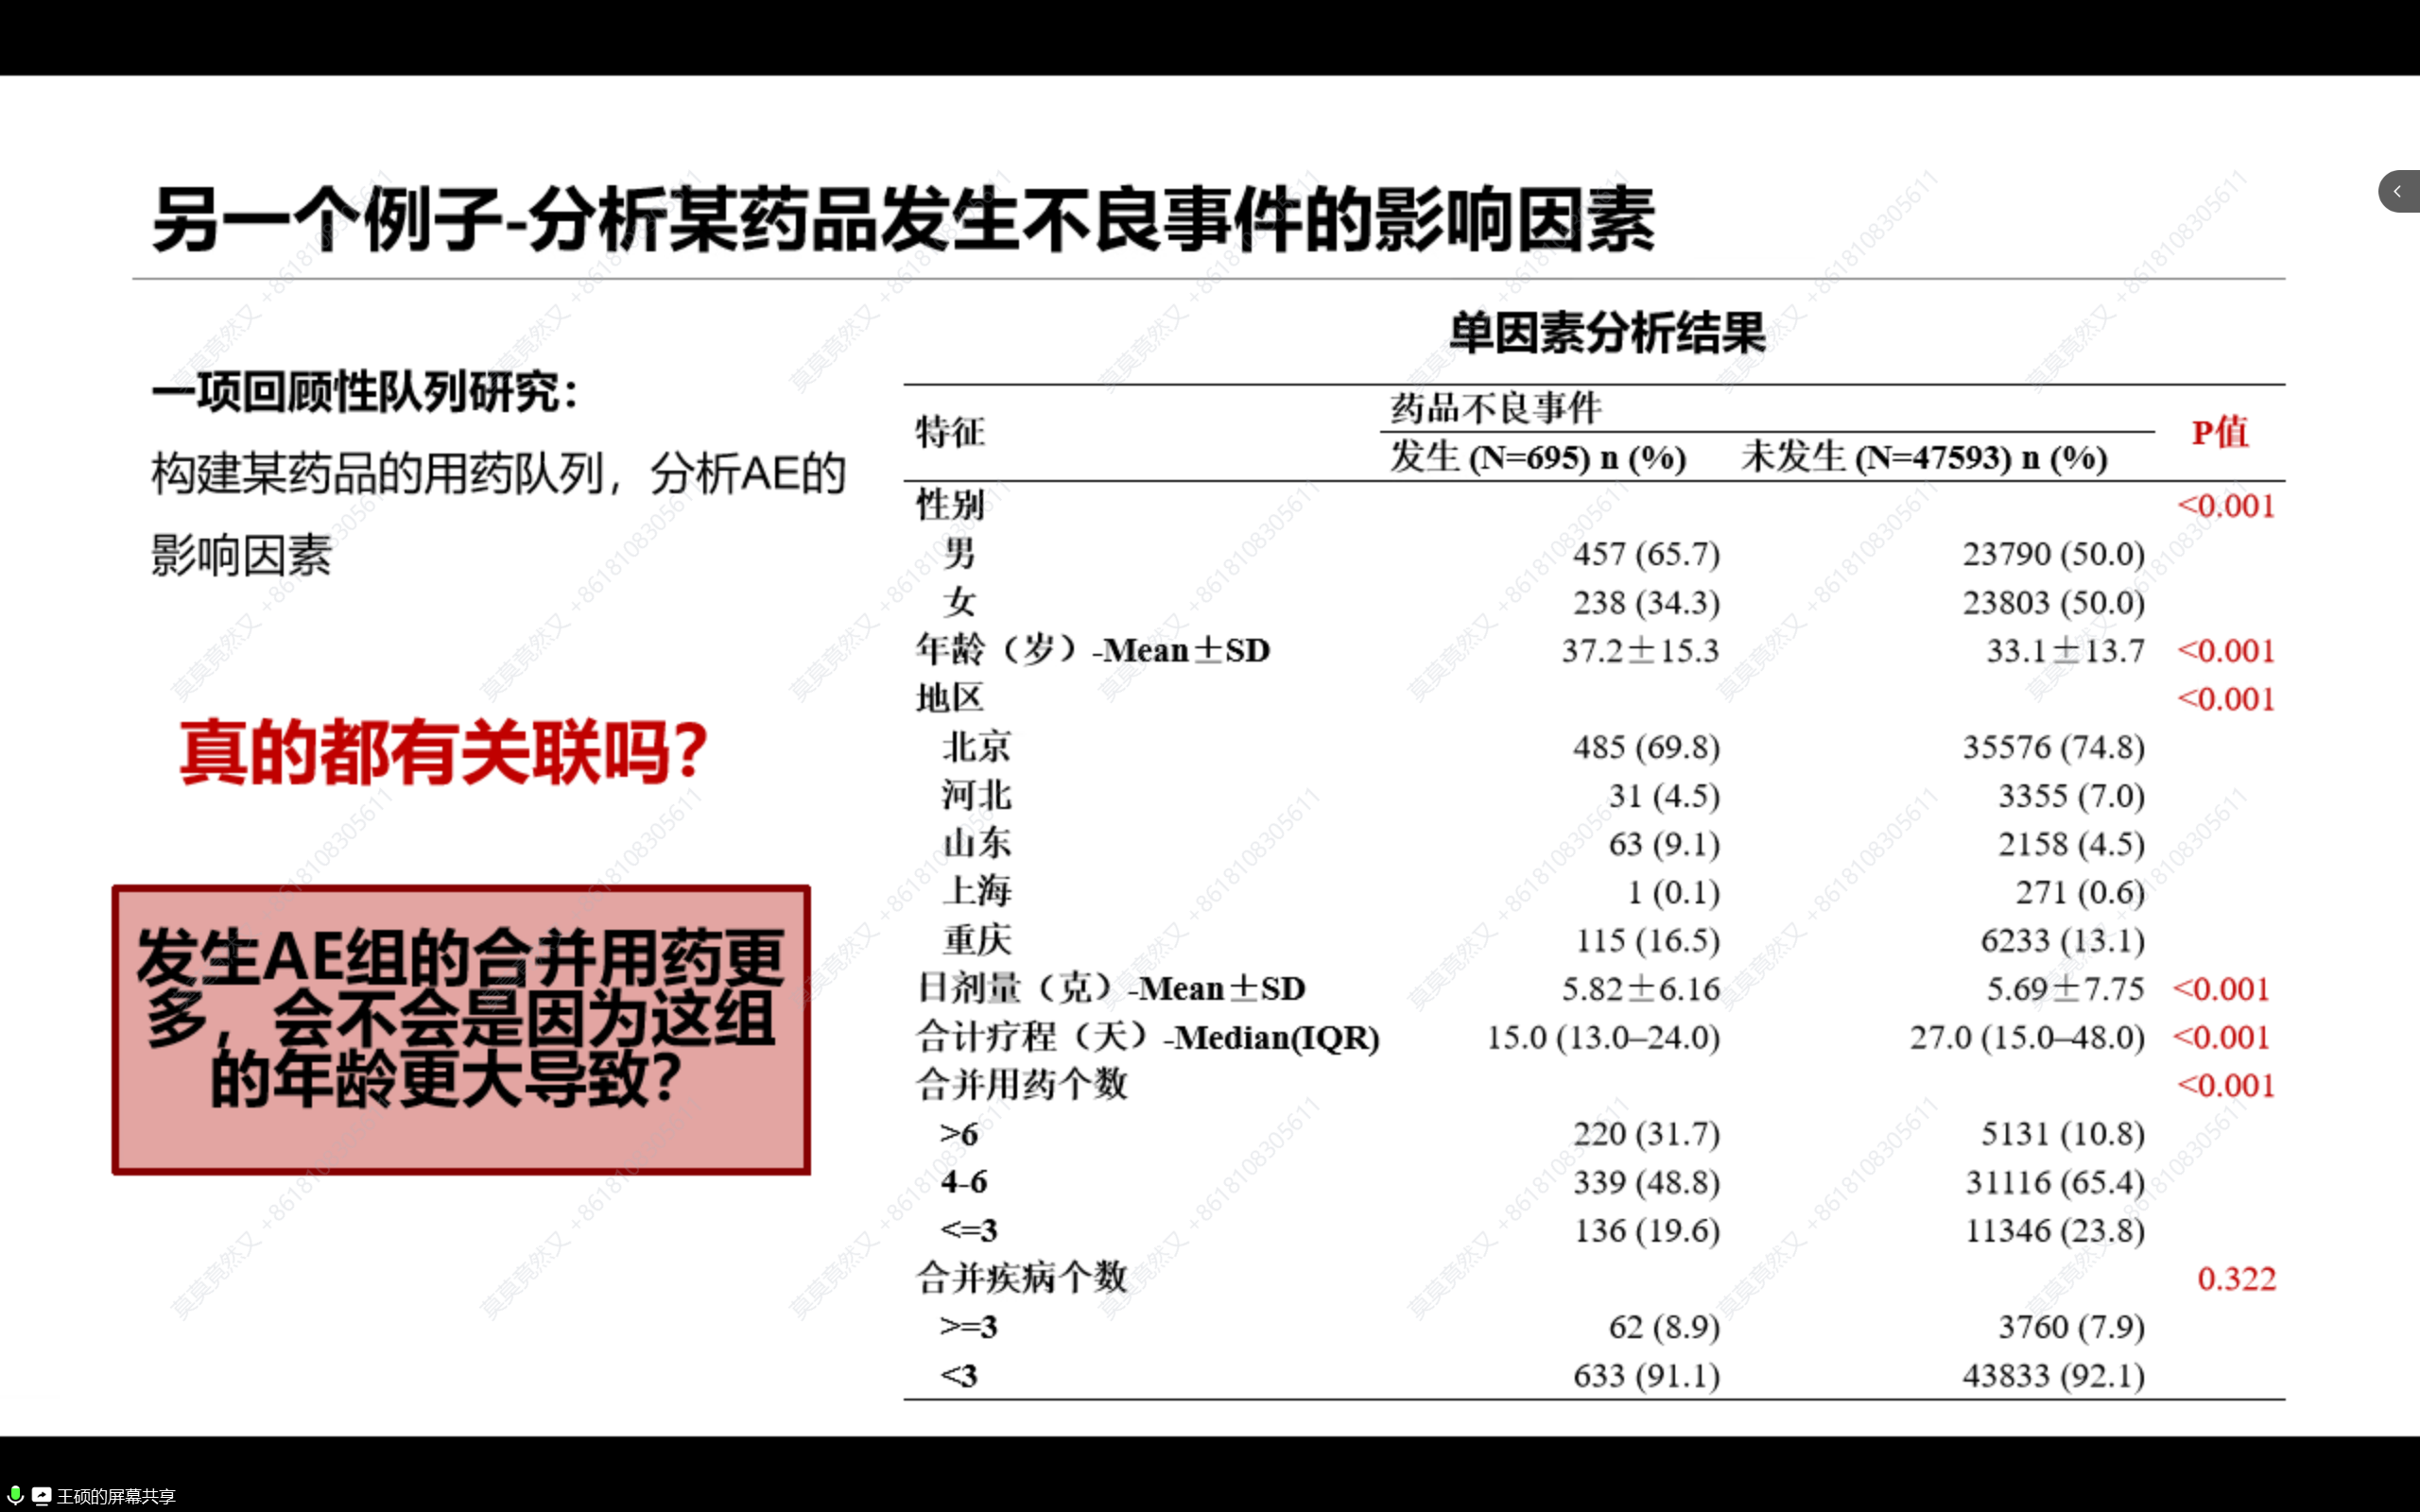 另一个例子-分析某药品发生不良事件的影响因素
一项回顾性队列研究：
构建某药品的用药队列，分析AE的
影响因素
真的都有关联吗？
发生AE组的合并用药更
多，会不会是因为这组
的年龄更大导致？
单因素分析结果
特征 药品不良事件 P值
发生 (N=695) n (%) 未发生 (N=47593) n (%)
性别 <0.001
男 457 (65.7) 23790 (50.0)
女 238 (34.3) 23803 (50.0)
年龄（岁）-Mean±SD 37.2±15.3 33.1±13.7 <0.001
地区 <0.001
北京 485 (69.8) 35576 (74.8)
河北 31 (4.5) 3355 (7.0)
山东 63 (9.1) 2158 (4.5)
上海 1 (0.1) 271 (0.6)
重庆 115 (16.5) 6233 (13.1)
日剂量（克）-Mean±SD 5.82±6.16 5.69±7.75 <0.001
合计疗程（天）-Median(IQR) 15.0 (13.0–24.0) 27.0 (15.0–48.0) <0.001
合并用药个数 <0.001
>6 220 (31.7) 5131 (10.8)
4-6 339 (48.8) 31116 (65.4)
<=3 136 (19.6) 11346 (23.8)
合并疾病个数 0.322
>=3 62 (8.9) 3760 (7.9)
<3 633 (91.1) 43833 (92.1)
莫莫竟然又 +8618108305611
王硕的屏幕共享